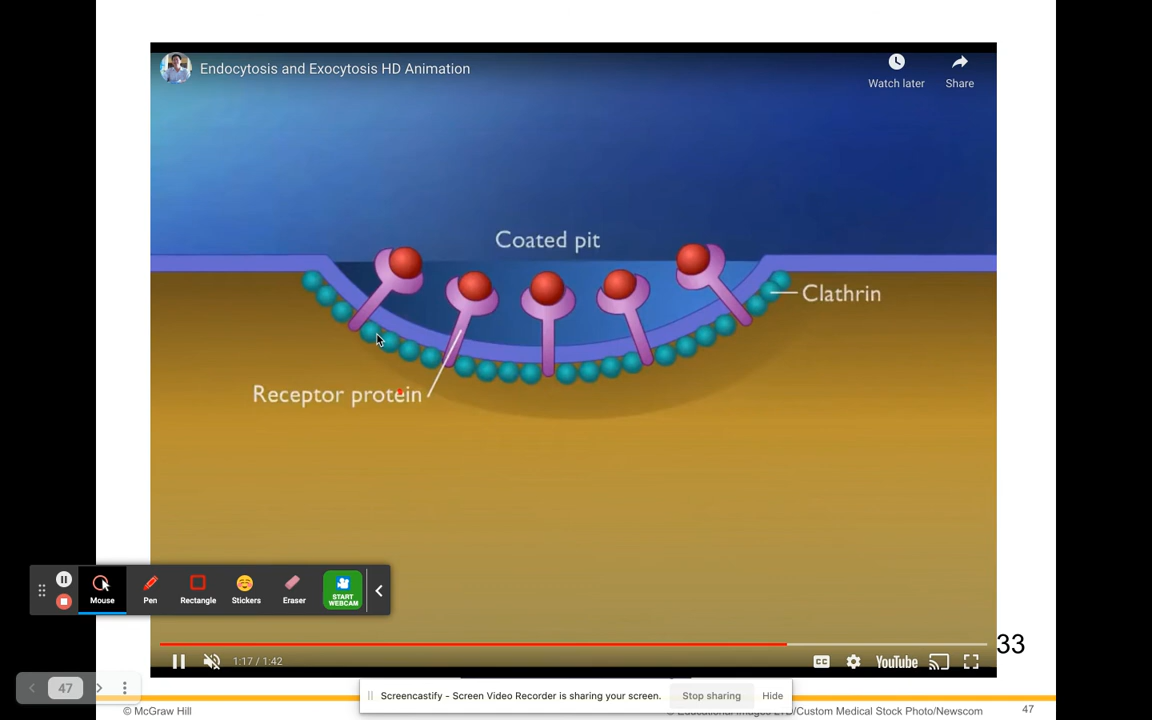 Endocytosis and Exocytosis HD Animation
Watch later
Share
Coated pit
Clathrin
Receptor protein
Mouse
Pen
Rectangle
Stickers
Eraser
START
WEBCAM
33
1:17 / 1:42
CC
YouTube
47
Screencastify - Screen Video Recorder is sharing your screen.
Stop sharing
Hide
© McGraw Hill
/Custom Medical Stock Photo/Newscom
47